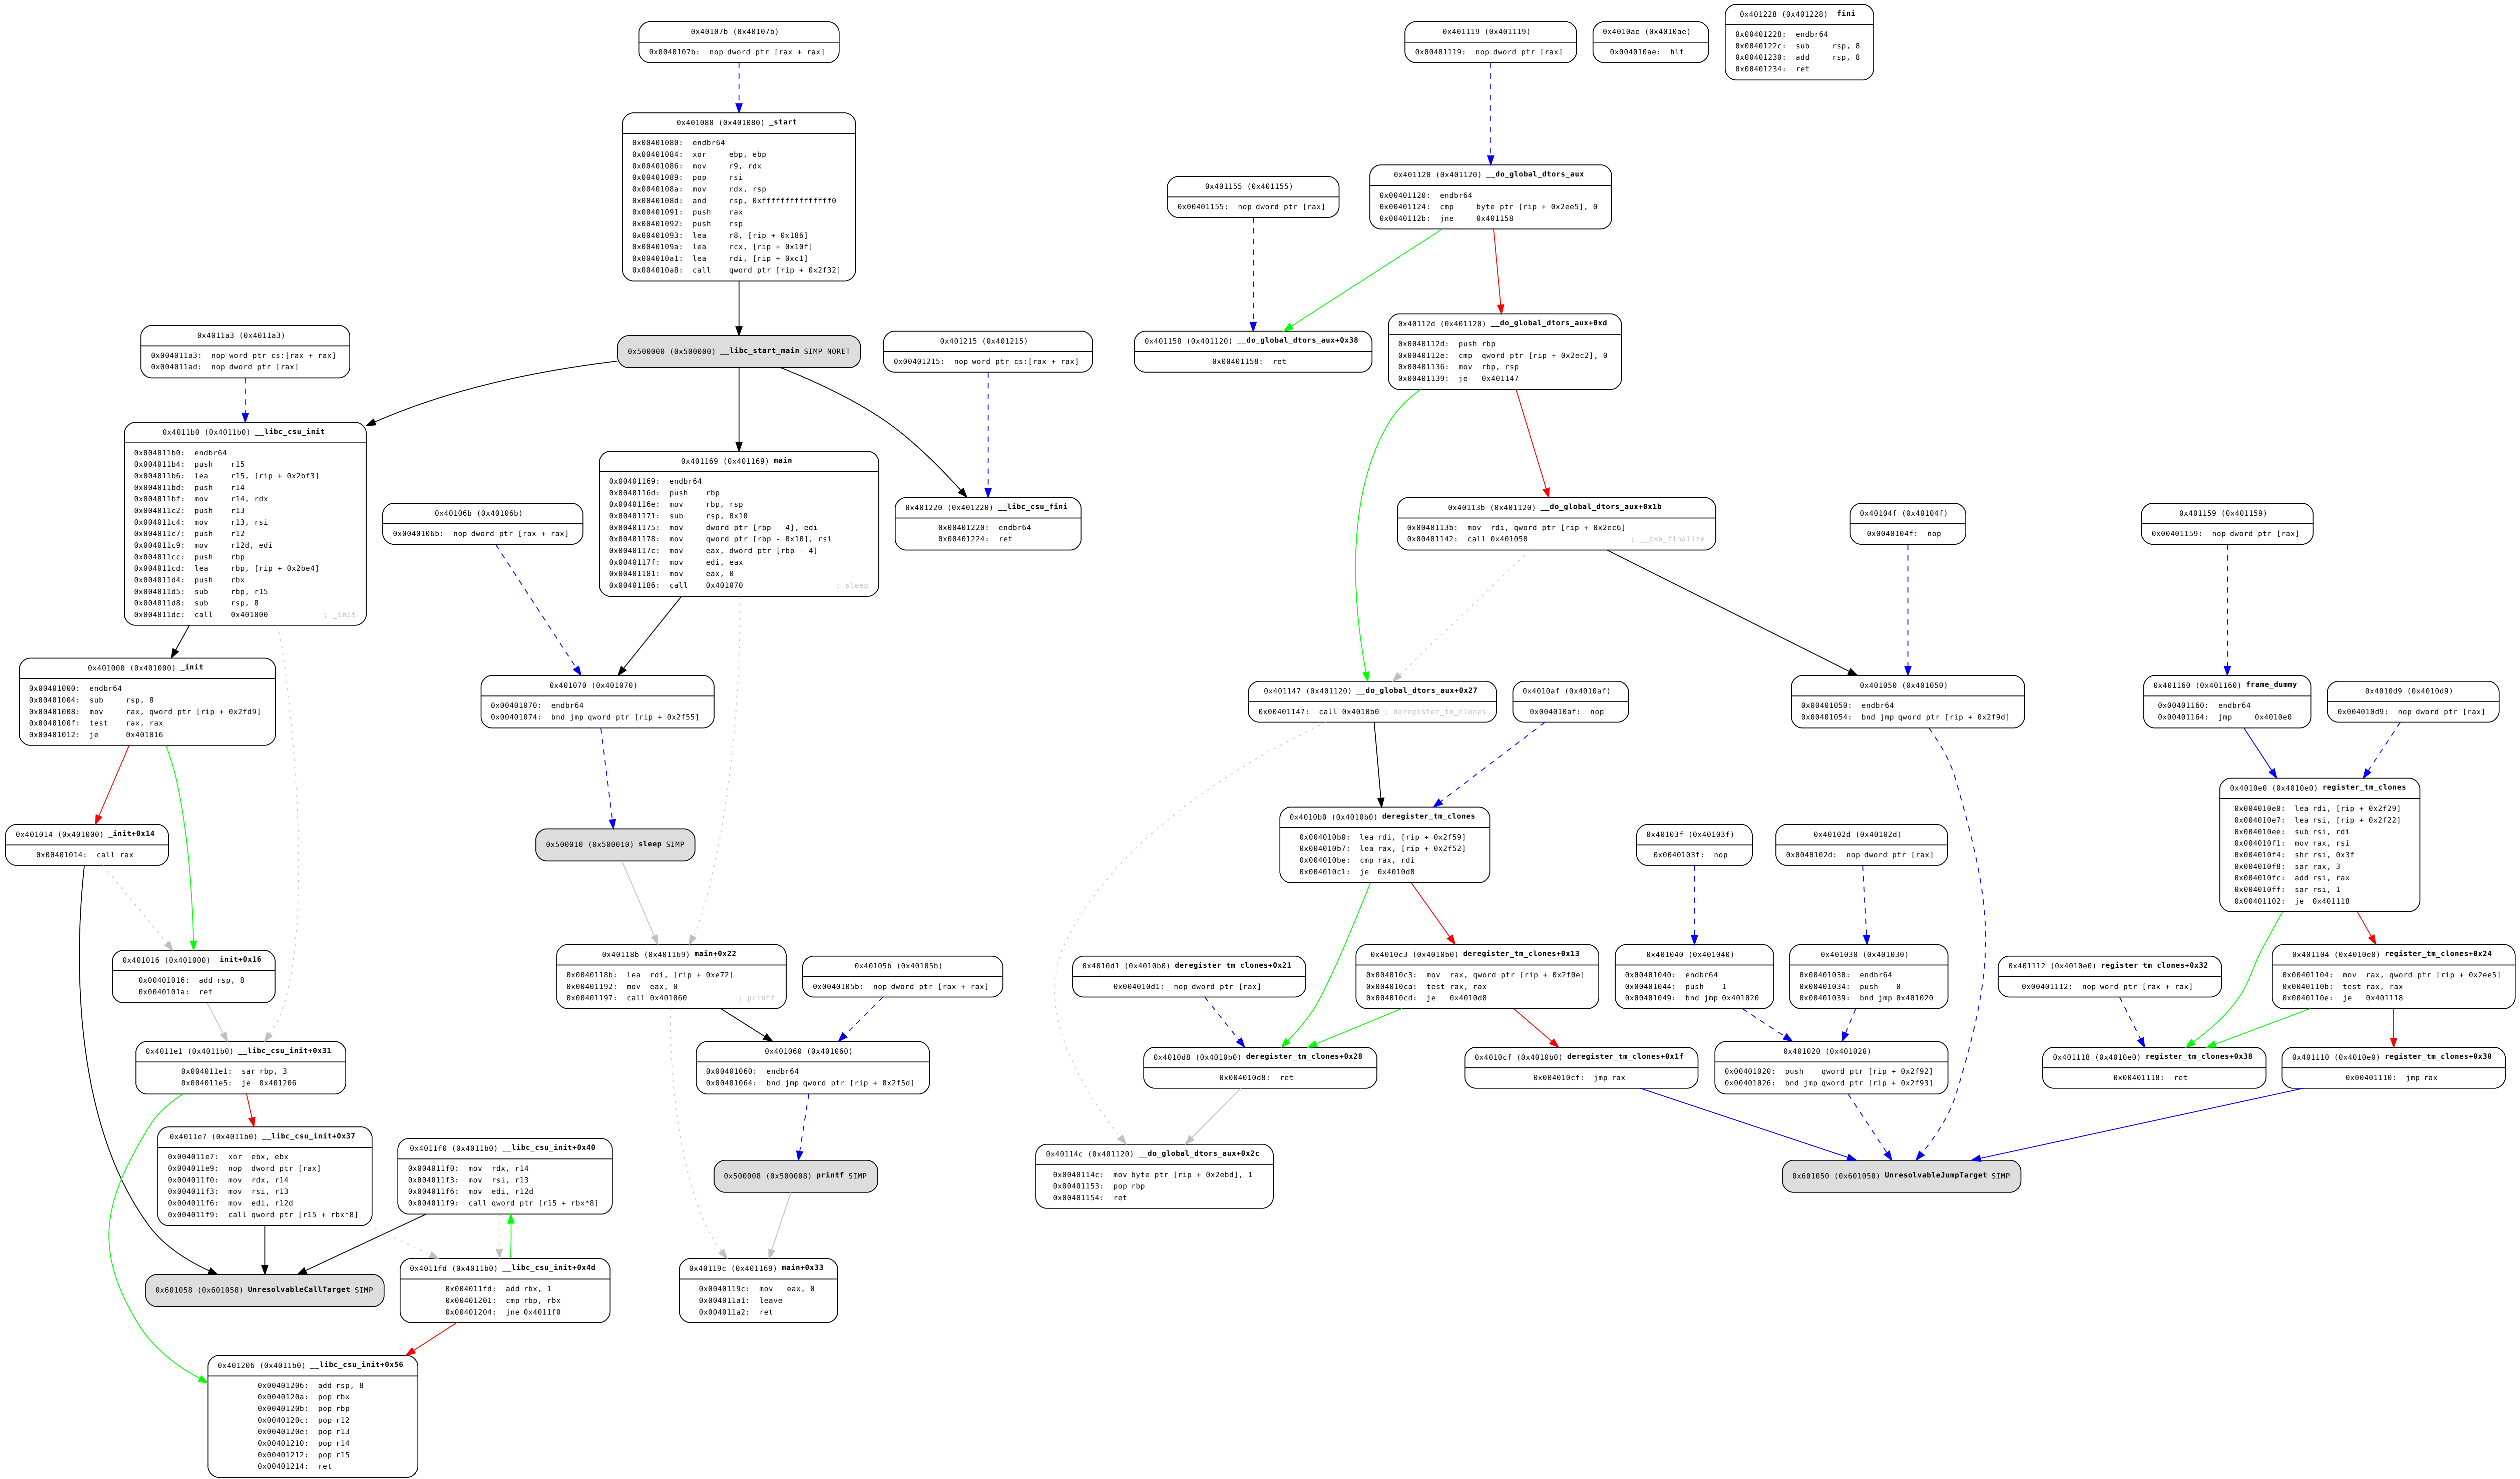 0x40107b (0x40107b)
0x0040107b: nop dword ptr [rax + rax]
0x401119 (0x401119)
0x00401119: nop dword ptr [rax]
0x4010ae (0x4010ae)
0x004010ae: hlt
0x401228 (0x401228) _fini
0x00401228: endbr64
0x0040122c: sub rsp, 8
0x00401230: add rsp, 8
0x00401234: ret
0x401080 (0x401080) _start
0x00401080: endbr64
0x00401084: xor ebp, ebp
0x00401086: mov r9, rdx
0x00401089: pop rsi
0x0040108a: mov rdx, rsp
0x0040108d: and rsp, 0xfffffffffffffff0
0x00401091: push rax
0x00401092: push rsp
0x00401093: lea r8, [rip + 0x186]
0x0040109a: lea rcx, [rip + 0x10f]
0x004010a1: lea rdi, [rip + 0xc1]
0x004010a8: call qword ptr [rip + 0x2f32]
0x401155 (0x401155)
0x00401155: nop dword ptr [rax]
0x401120 (0x401120) __do_global_dtors_aux
0x00401120: endbr64
0x00401124: cmp byte ptr [rip + 0x2ee5], 0
0x0040112b: jne 0x401158
0x4011a3 (0x4011a3)
0x004011a3: nop word ptr cs:[rax + rax]
0x004011ad: nop dword ptr [rax]
0x500000 (0x500000) __libc_start_main SIMP NORET
0x401215 (0x401215)
0x00401215: nop word ptr cs:[rax + rax]
0x401158 (0x401120) __do_global_dtors_aux+0x38
0x00401158: ret
0x40112d (0x401120) __do_global_dtors_aux+0xd
0x0040112d: push rbp
0x0040112e: cmp qword ptr [rip + 0x2ec2], 0
0x00401136: mov rbp, rsp
0x00401139: je 0x401147
0x4011b0 (0x4011b0) __libc_csu_init
0x004011b0: endbr64
0x004011b4: push r15
0x004011b6: lea r15, [rip + 0x2bf3]
0x004011bd: push r14
0x004011bf: mov r14, rdx
0x004011c2: push r13
0x004011c4: mov r13, rsi
0x004011c7: push r12
0x004011c9: mov r12d, edi
0x004011cc: push rbp
0x004011cd: lea rbp, [rip + 0x2be4]
0x004011d4: push rbx
0x004011d5: sub rbp, r15
0x004011d8: sub rsp, 8
0x004011dc: call 0x401000 ; _init
0x40106b (0x40106b)
0x0040106b: nop dword ptr [rax + rax]
0x401169 (0x401169) main
0x00401169: endbr64
0x0040116d: push rbp
0x0040116e: mov rbp, rsp
0x00401171: sub rsp, 0x10
0x00401175: mov dword ptr [rbp - 4], edi
0x00401178: mov qword ptr [rbp - 0x10], rsi
0x0040117c: mov eax, dword ptr [rbp - 4]
0x0040117f: mov edi, eax
0x00401181: mov eax, 0
0x00401186: call 0x401070 ; sleep
0x401220 (0x401220) __libc_csu_fini
0x00401220: endbr64
0x00401224: ret
0x40113b (0x401120) __do_global_dtors_aux+0x1b
0x0040113b: mov rdi, qword ptr [rip + 0x2ec6]
0x00401142: call 0x401050 ; __cxa_finalize
0x40104f (0x40104f)
0x0040104f: nop
0x401159 (0x401159)
0x00401159: nop dword ptr [rax]
0x401000 (0x401000) _init
0x00401000: endbr64
0x00401004: sub rsp, 8
0x00401008: mov rax, qword ptr [rip + 0x2fd9]
0x0040100f: test rax, rax
0x00401012: je 0x401016
0x401070 (0x401070)
0x00401070: endbr64
0x00401074: bnd jmp qword ptr [rip + 0x2f55]
0x401147 (0x401120) __do_global_dtors_aux+0x27
0x00401147: call 0x4010b0 ; deregister_tm_clones
0x4010af (0x4010af)
0x004010af: nop
0x401050 (0x401050)
0x00401050: endbr64
0x00401054: bnd jmp qword ptr [rip + 0x2f9d]
0x401160 (0x401160) frame_dummy
0x00401160: endbr64
0x00401164: jmp 0x4010e0
0x4010d9 (0x4010d9)
0x004010d9: nop dword ptr [rax]
0x401014 (0x401000) _init+0x14
0x00401014: call rax
0x500010 (0x500010) sleep SIMP
0x4010b0 (0x4010b0) deregister_tm_clones
0x004010b0: lea rdi, [rip + 0x2f59]
0x004010b7: lea rax, [rip + 0x2f52]
0x004010be: cmp rax, rdi
0x004010c1: je 0x4010d8
0x40103f (0x40103f)
0x0040103f: nop
0x40102d (0x40102d)
0x0040102d: nop dword ptr [rax]
0x4010e0 (0x4010e0) register_tm_clones
0x004010e0: lea rdi, [rip + 0x2f29]
0x004010e7: lea rsi, [rip + 0x2f22]
0x004010ee: sub rsi, rdi
0x004010f1: mov rax, rsi
0x004010f4: shr rsi, 0x3f
0x004010f8: sar rax, 3
0x004010fc: add rsi, rax
0x004010ff: sar rsi, 1
0x00401102: je 0x401118
0x401016 (0x401000) _init+0x16
0x00401016: add rsp, 8
0x0040101a: ret
0x40118b (0x401169) main+0x22
0x0040118b: lea rdi, [rip + 0xe72]
0x00401192: mov eax, 0
0x00401197: call 0x401060 ; printf
0x40105b (0x40105b)
0x0040105b: nop dword ptr [rax + rax]
0x4010d1 (0x4010b0) deregister_tm_clones+0x21
0x004010d1: nop dword ptr [rax]
0x4010c3 (0x4010b0) deregister_tm_clones+0x13
0x004010c3: mov rax, qword ptr [rip + 0x2f0e]
0x004010ca: test rax, rax
0x004010cd: je 0x4010d8
0x401040 (0x401040)
0x00401040: endbr64
0x00401044: push 1
0x00401049: bnd jmp 0x401020
0x401030 (0x401030)
0x00401030: endbr64
0x00401034: push 0
0x00401039: bnd jmp 0x401020
0x401112 (0x4010e0) register_tm_clones+0x32
0x00401112: nop word ptr [rax + rax]
0x401104 (0x4010e0) register_tm_clones+0x24
0x00401104: mov rax, qword ptr [rip + 0x2ee5]
0x0040110b: test rax, rax
0x0040110e: je 0x401118
0x4011e1 (0x4011b0) __libc_csu_init+0x31
0x004011e1: sar rbp, 3
0x004011e5: je 0x401206
0x401060 (0x401060)
0x00401060: endbr64
0x00401064: bnd jmp qword ptr [rip + 0x2f5d]
0x4010d8 (0x4010b0) deregister_tm_clones+0x28
0x004010d8: ret
0x4010cf (0x4010b0) deregister_tm_clones+0x1f
0x004010cf: jmp rax
0x401020 (0x401020)
0x00401020: push qword ptr [rip + 0x2f92]
0x00401026: bnd jmp qword ptr [rip + 0x2f93]
0x401118 (0x4010e0) register_tm_clones+0x38
0x00401118: ret
0x401110 (0x4010e0) register_tm_clones+0x30
0x00401110: jmp rax
0x4011e7 (0x4011b0) __libc_csu_init+0x37
0x004011e7: xor ebx, ebx
0x004011e9: nop dword ptr [rax]
0x004011f0: mov rdx, r14
0x004011f3: mov rsi, r13
0x004011f6: mov edi, r12d
0x004011f9: call qword ptr [r15 + rbx*8]
0x4011f0 (0x4011b0) __libc_csu_init+0x40
0x004011f0: mov rdx, r14
0x004011f3: mov rsi, r13
0x004011f6: mov edi, r12d
0x004011f9: call qword ptr [r15 + rbx*8]
0x500008 (0x500008) printf SIMP
0x40114c (0x401120) __do_global_dtors_aux+0x2c
0x0040114c: mov byte ptr [rip + 0x2ebd], 1
0x00401153: pop rbp
0x00401154: ret
0x601050 (0x601050) UnresolvableJumpTarget SIMP
0x601058 (0x601058) UnresolvableCallTarget SIMP
0x4011fd (0x4011b0) __libc_csu_init+0x4d
0x004011fd: add rbx, 1
0x00401201: cmp rbp, rbx
0x00401204: jne 0x4011f0
0x40119c (0x401169) main+0x33
0x0040119c: mov eax, 0
0x004011a1: leave
0x004011a2: ret
0x401206 (0x4011b0) __libc_csu_init+0x56
0x00401206: add rsp, 8
0x0040120a: pop rbx
0x0040120b: pop rbp
0x0040120c: pop r12
0x0040120e: pop r13
0x00401210: pop r14
0x00401212: pop r15
0x00401214: ret